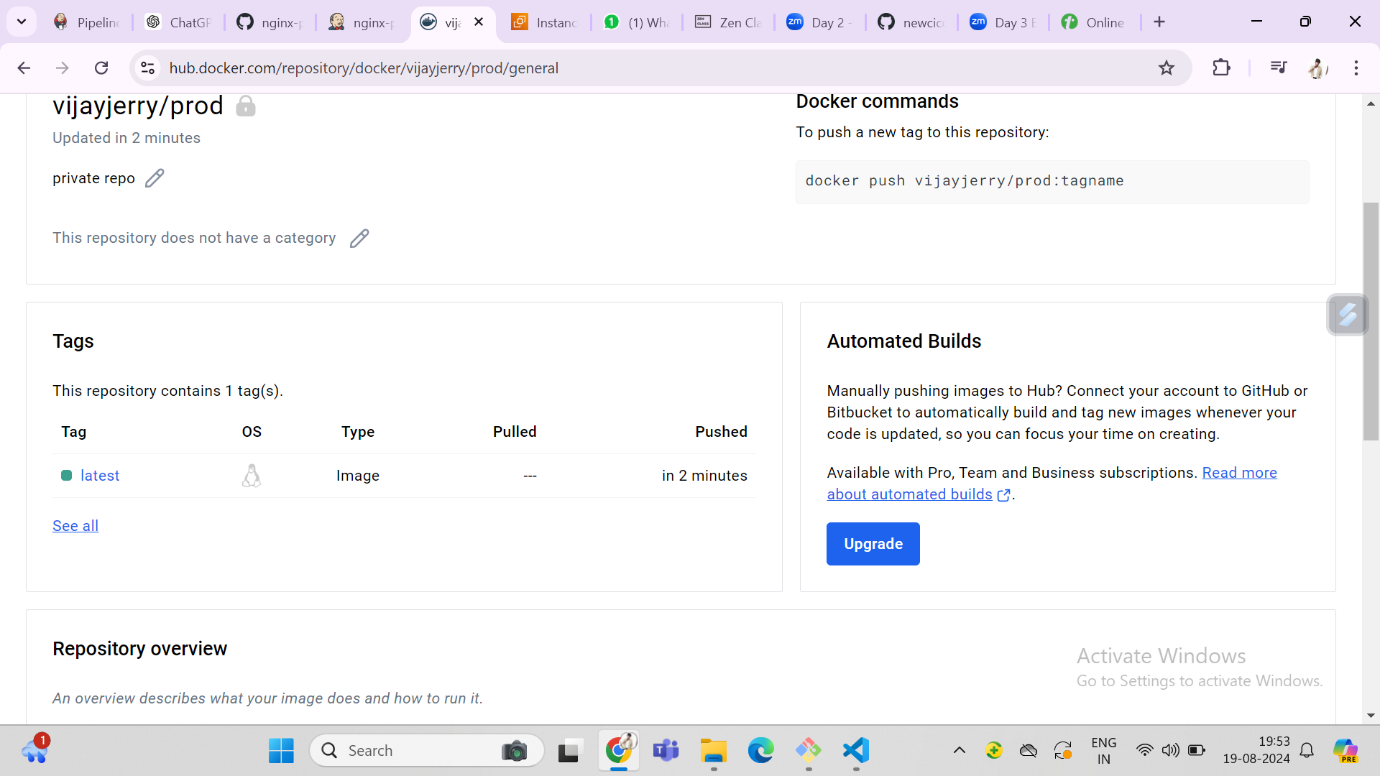 Pipeline
ChatGP
nginx-p
nginx-p
vija
Instanc
(1) Wha
Zen Cla
Day 2 -
newcic
Day 3 E
Online
hub.docker.com/repository/docker/vijayjerry/prod/general
vijayjerry/prod
Updated in 2 minutes
private repo
This repository does not have a category
Docker commands
To push a new tag to this repository:
docker push vijayjerry/prod:tagname
Tags
This repository contains 1 tag(s).
Tag OS Type Pulled Pushed
latest Image --- in 2 minutes
See all
Automated Builds
Manually pushing images to Hub? Connect your account to GitHub or
Bitbucket to automatically build and tag new images whenever your
code is updated, so you can focus your time on creating.
Available with Pro, Team and Business subscriptions. Read more
about automated builds.
Upgrade
Repository overview
An overview describes what your image does and how to run it.
Activate Windows
Go to Settings to activate Windows.
1
Search
ENG
IN
19:53
19-08-2024
PRE